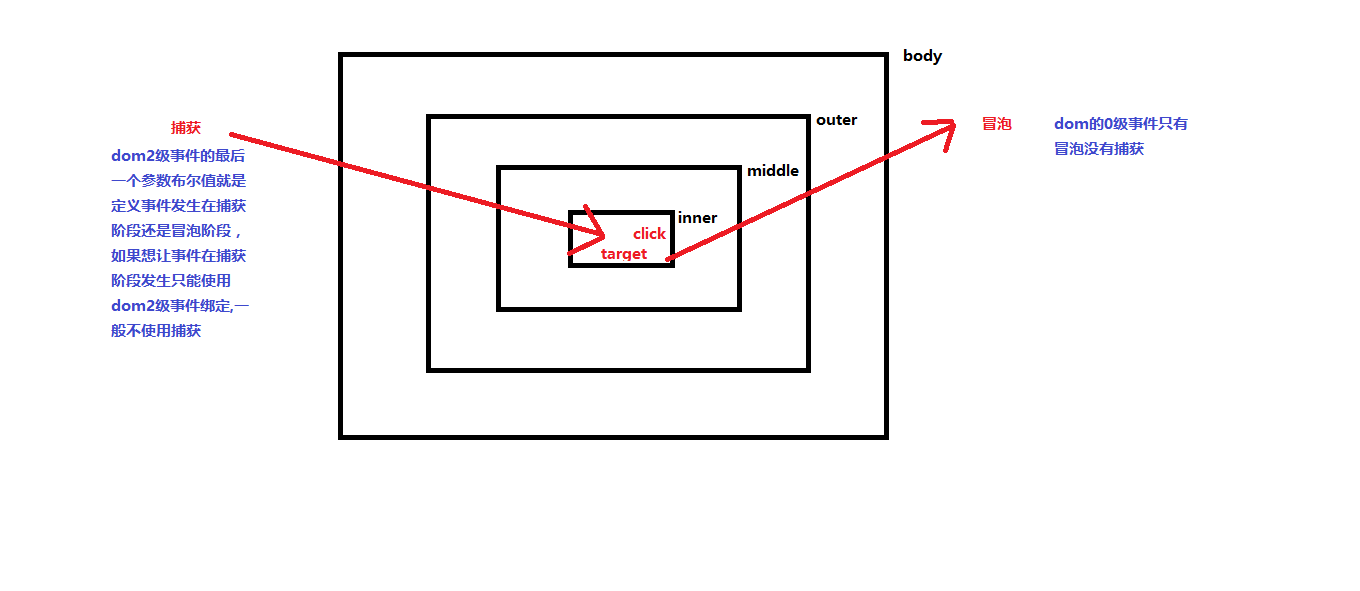 body
outer
middle
inner
click
target
捕获
dom2级事件的最后
一个参数布尔值就是
定义事件发生在捕获
阶段还是冒泡阶段，
如果想让事件在捕获
阶段发生只能使用
dom2级事件绑定,一
般不使用捕获
冒泡
dom的0级事件只有
冒泡没有捕获